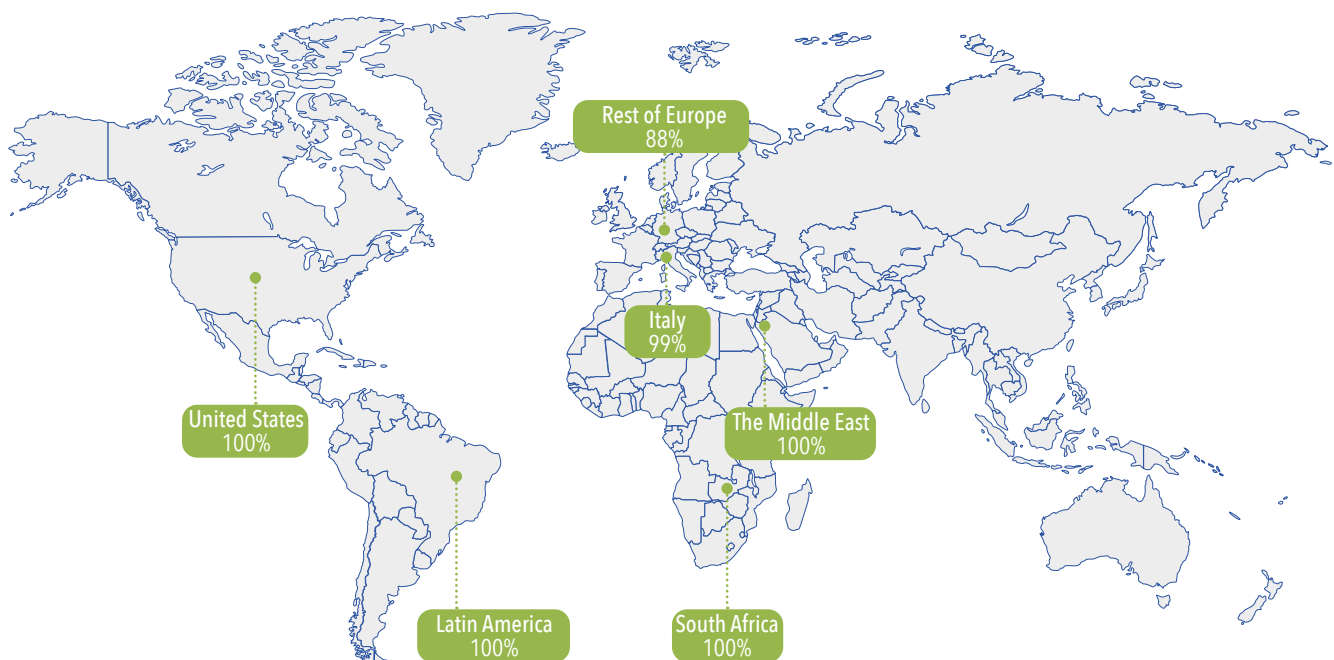 Rest of Europe
88%
Italy
99%
United States
100%
The Middle East
100%
Latin America
100%
South Africa
100%